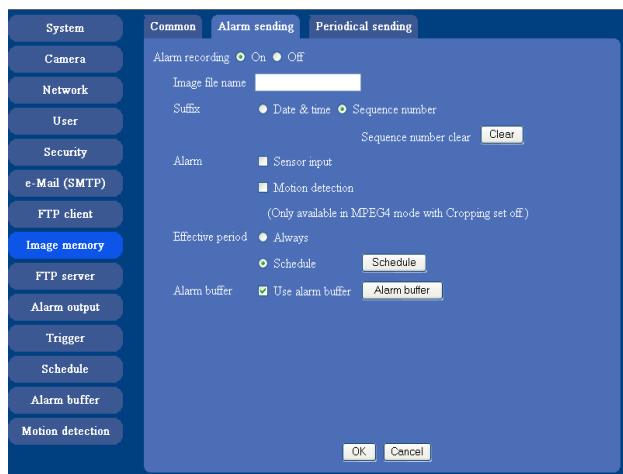 System
Camera
Network
User
Security
e-Mail (SMTP)
FTP client
Image memory
FTP server
Alarm output
Trigger
Schedule
Alarm buffer
Motion detection
Common Alarm sending Periodical sending
Alarm recording On Off
Image file name
Suffix Date & time Sequence number
Sequence number clear Clear
Alarm Sensor input
Motion detection
(Only available in MPEG4 mode with Cropping set off.)
Effective period Always
Schedule Schedule
Alarm buffer Use alarm buffer Alarm buffer
OK Cancel